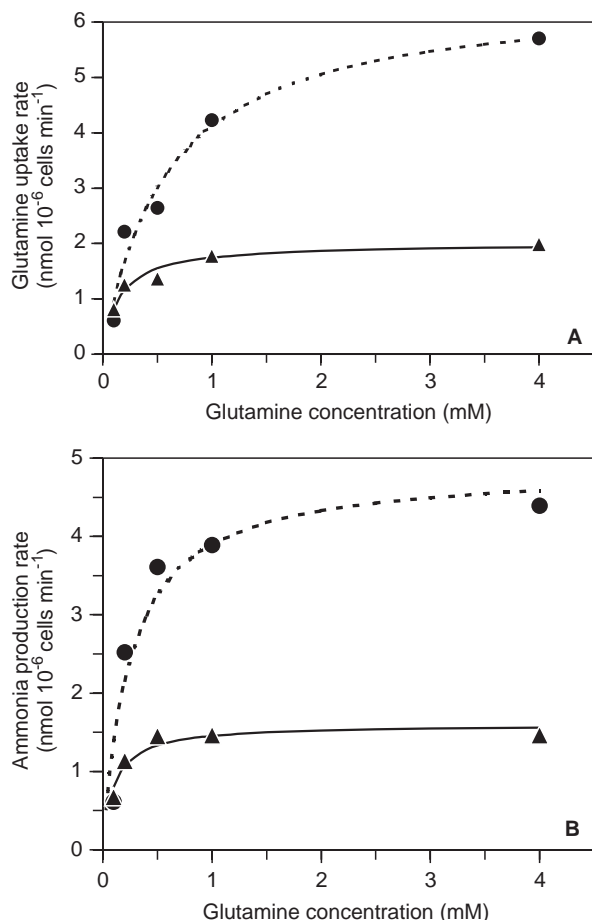 Glutamine uptake rate
(nmol 10⁻⁶ cells min⁻¹)
6
5
4
3
2
1
0
A
0 1 2 3 4
Glutamine concentration (mM)
Ammonia production rate
(nmol 10⁻⁶ cells min⁻¹)
5
4
3
2
1
0
B
0 1 2 3 4
Glutamine concentration (mM)